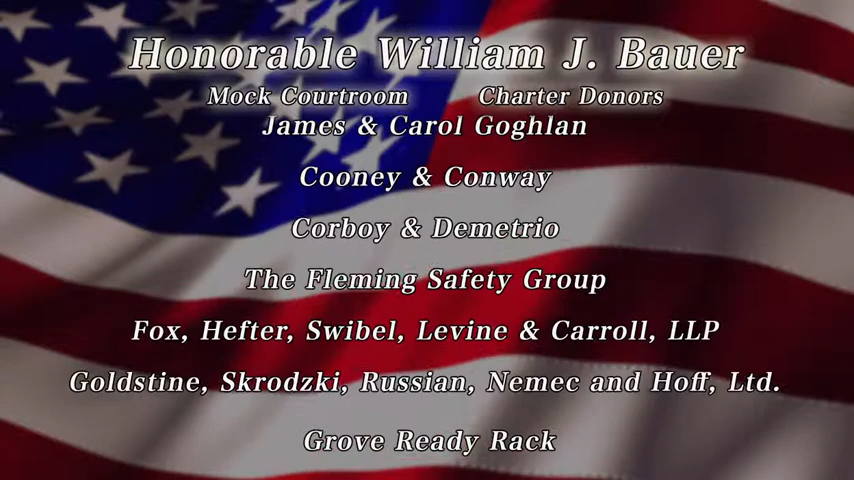 Honorable William J. Bauer
Mock Courtroom Charter Donors
James & Carol Goghlan
Cooney & Conway
Corboy & Demetrio
The Fleming Safety Group
Fox, Hefter, Swibel, Levine & Carroll, LLP
Goldstine, Skrodzki, Russian, Nemec and Hoff, Ltd.
Grove Ready Rack